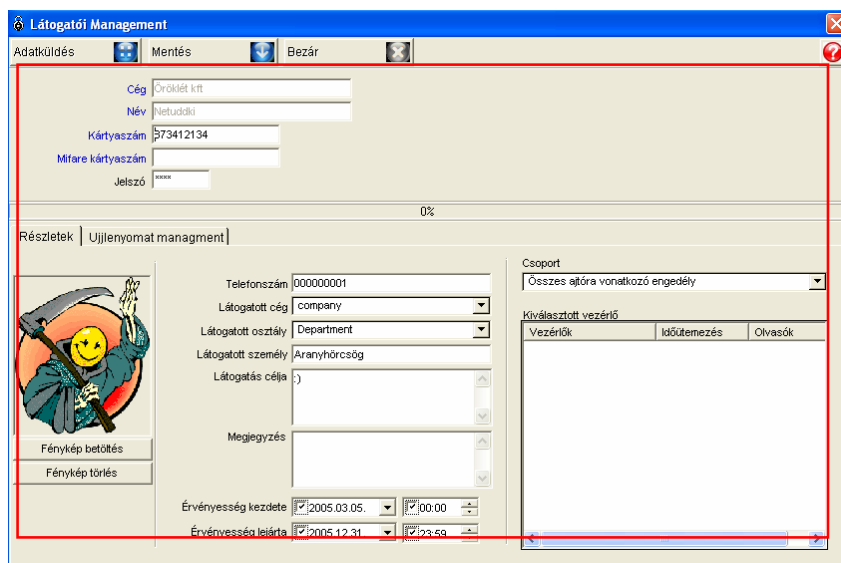 Látogatói Management
Adatküldés Mentés Bezár
Cég Öröklét kft
Név Netuddki
Kártyaszám 373412134
Mifare kártyaszám
Jelszó ****
0%
Részletek Ujjlenyomat managment
Telefonszám 000000001
Látogatott cég company
Látogatott osztály Department
Látogatott személy Aranyhörcsög
Látogatás célja :)
Megjegyzés
Fénykép betöltés
Fénykép törlés
Érvényesség kezdete 2005.03.05. 00:00
Érvényesség lejárta 2005.12.31. 23:59
Csoport
Összes ajtóra vonatkozó engedély
Kiválasztott vezérlő
Vezérlők Időütemezés Olvasók